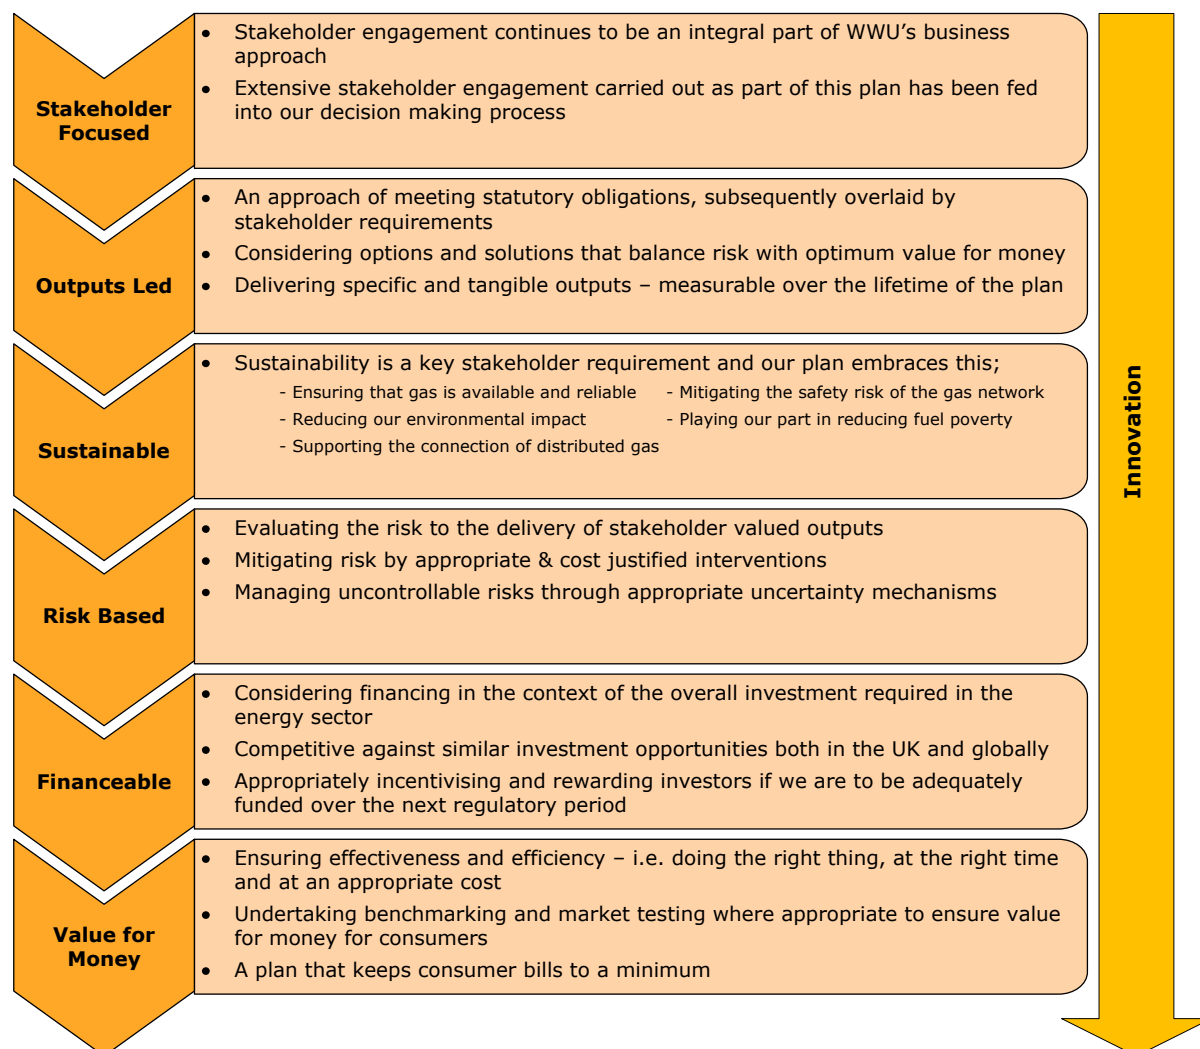 Stakeholder
Focused
• Stakeholder engagement continues to be an integral part of WWU's business
approach
• Extensive stakeholder engagement carried out as part of this plan has been fed
into our decision making process
Outputs Led
• An approach of meeting statutory obligations, subsequently overlaid by
stakeholder requirements
• Considering options and solutions that balance risk with optimum value for money
• Delivering specific and tangible outputs – measurable over the lifetime of the plan
Sustainable
• Sustainability is a key stakeholder requirement and our plan embraces this;
- Ensuring that gas is available and reliable - Mitigating the safety risk of the gas network
- Reducing our environmental impact - Playing our part in reducing fuel poverty
- Supporting the connection of distributed gas
Risk Based
• Evaluating the risk to the delivery of stakeholder valued outputs
• Mitigating risk by appropriate & cost justified interventions
• Managing uncontrollable risks through appropriate uncertainty mechanisms
Financeable
• Considering financing in the context of the overall investment required in the
energy sector
• Competitive against similar investment opportunities both in the UK and globally
• Appropriately incentivising and rewarding investors if we are to be adequately
funded over the next regulatory period
Value for
Money
• Ensuring effectiveness and efficiency – i.e. doing the right thing, at the right time
and at an appropriate cost
• Undertaking benchmarking and market testing where appropriate to ensure value
for money for consumers
• A plan that keeps consumer bills to a minimum
Innovation